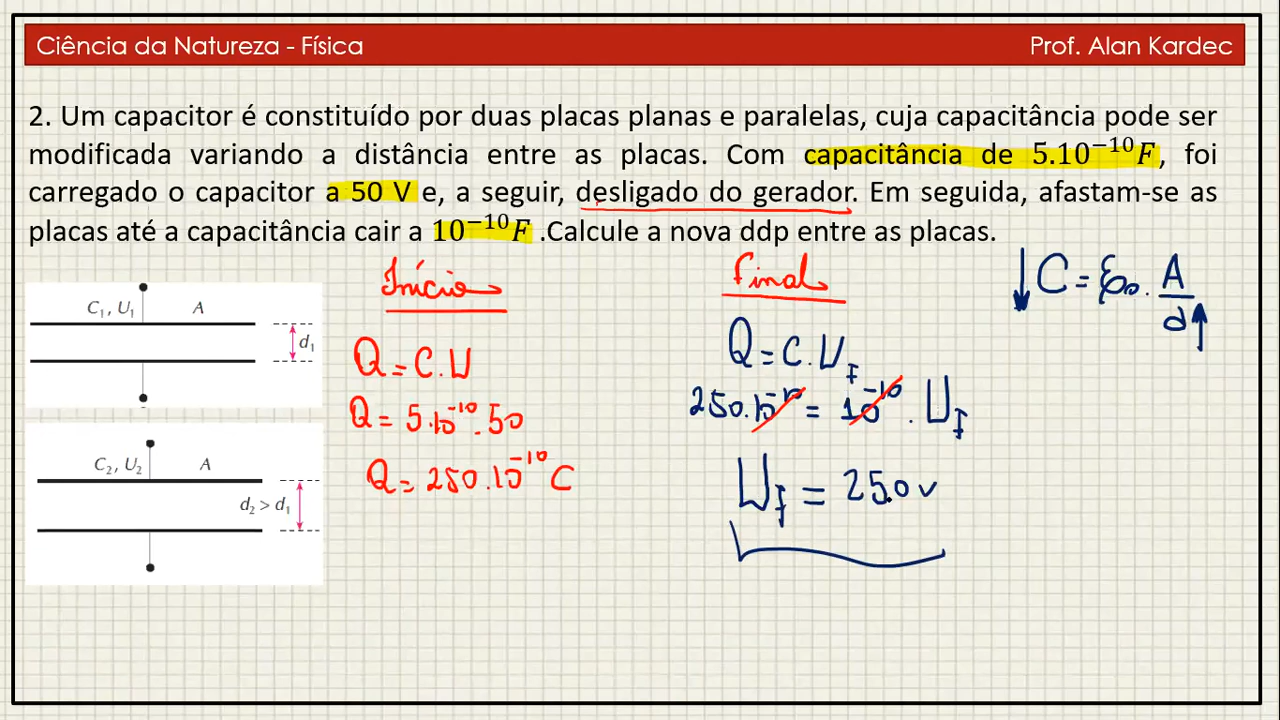 Ciência da Natureza - Física
Prof. Alan Kardec
2. Um capacitor é constituído por duas placas planas e paralelas, cuja capacitância pode ser
modificada variando a distância entre as placas. Com capacitância de 5.10⁻¹⁰F, foi
carregado o capacitor a 50 V e, a seguir, desligado do gerador. Em seguida, afastam-se as
placas até a capacitância cair a 10⁻¹⁰F .Calcule a nova ddp entre as placas.
C₁, U₁ A
d₁
C₂, U₂ A
d₂ > d₁
Início
Q = C.U
Q = 5.10⁻¹⁰.50
Q = 250.10⁻¹⁰ C
Final
Q = C.U_f
250.10⁻¹⁰ = 10⁻¹⁰ . U_f
U_f = 250 v
↓ C = ε₀ . A/d ↑